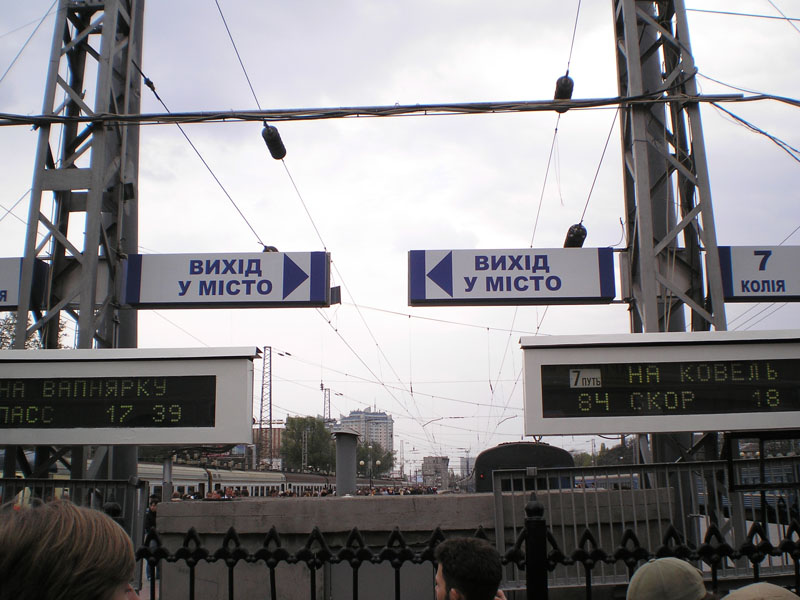 ВИХІД
У МІСТО
ВИХІД
У МІСТО
7
КОЛІЯ
НА ВАПНЯРКУ
ПАСС 17 39
7 ПУТЬ НА КОВЕЛЬ
84 СКОР 18